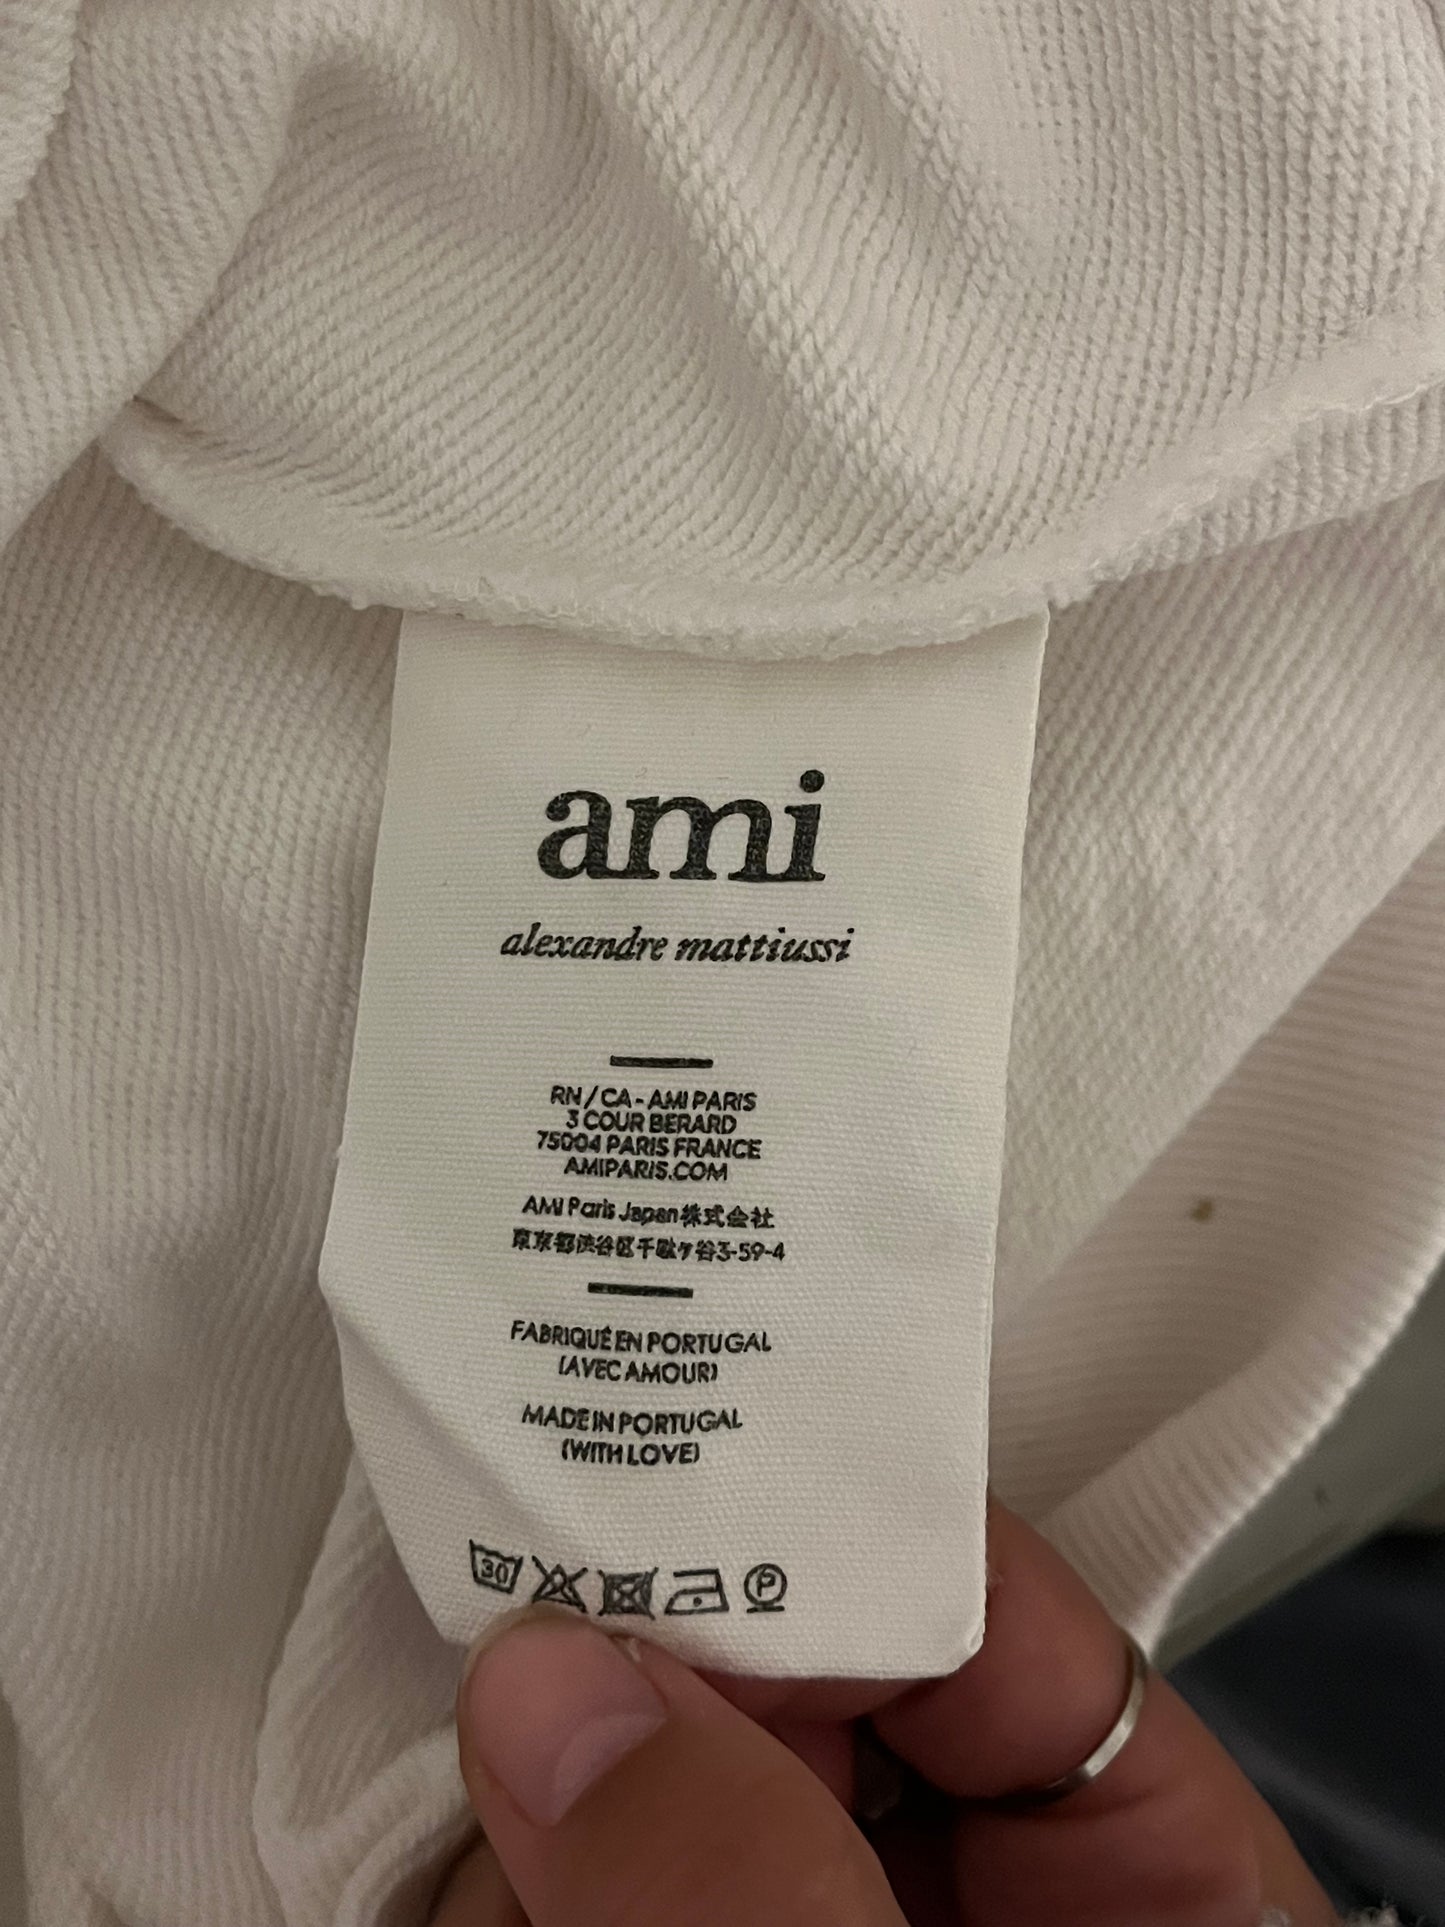 ami
alexandre mattiussi
RN / CA - AMI PARIS
3 COUR BERARD
75004 PARIS FRANCE
AMIPARIS.COM
AMI Paris Japan株式会社
東京都渋谷区千駄ケ谷3-59-4
FABRIQUÉ EN PORTUGAL
(AVEC AMOUR)
MADE IN PORTUGAL
(WITH LOVE)
30 P